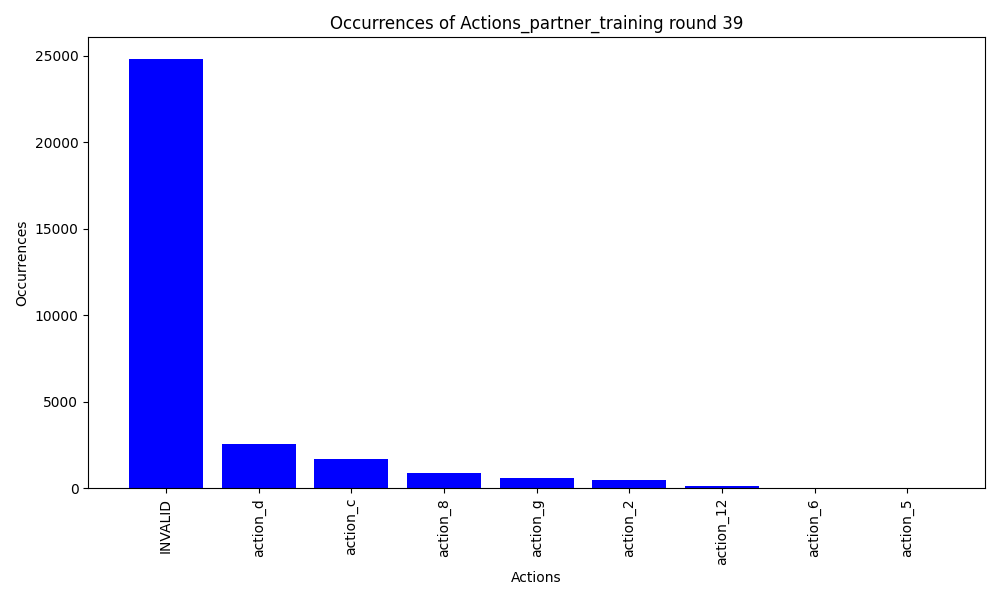 Occurrences of Actions_partner_training round 39
25000
20000
15000
10000
5000
0
Occurrences
INVALID
action_d
action_c
action_8
action_g
action_2
action_12
action_6
action_5
Actions